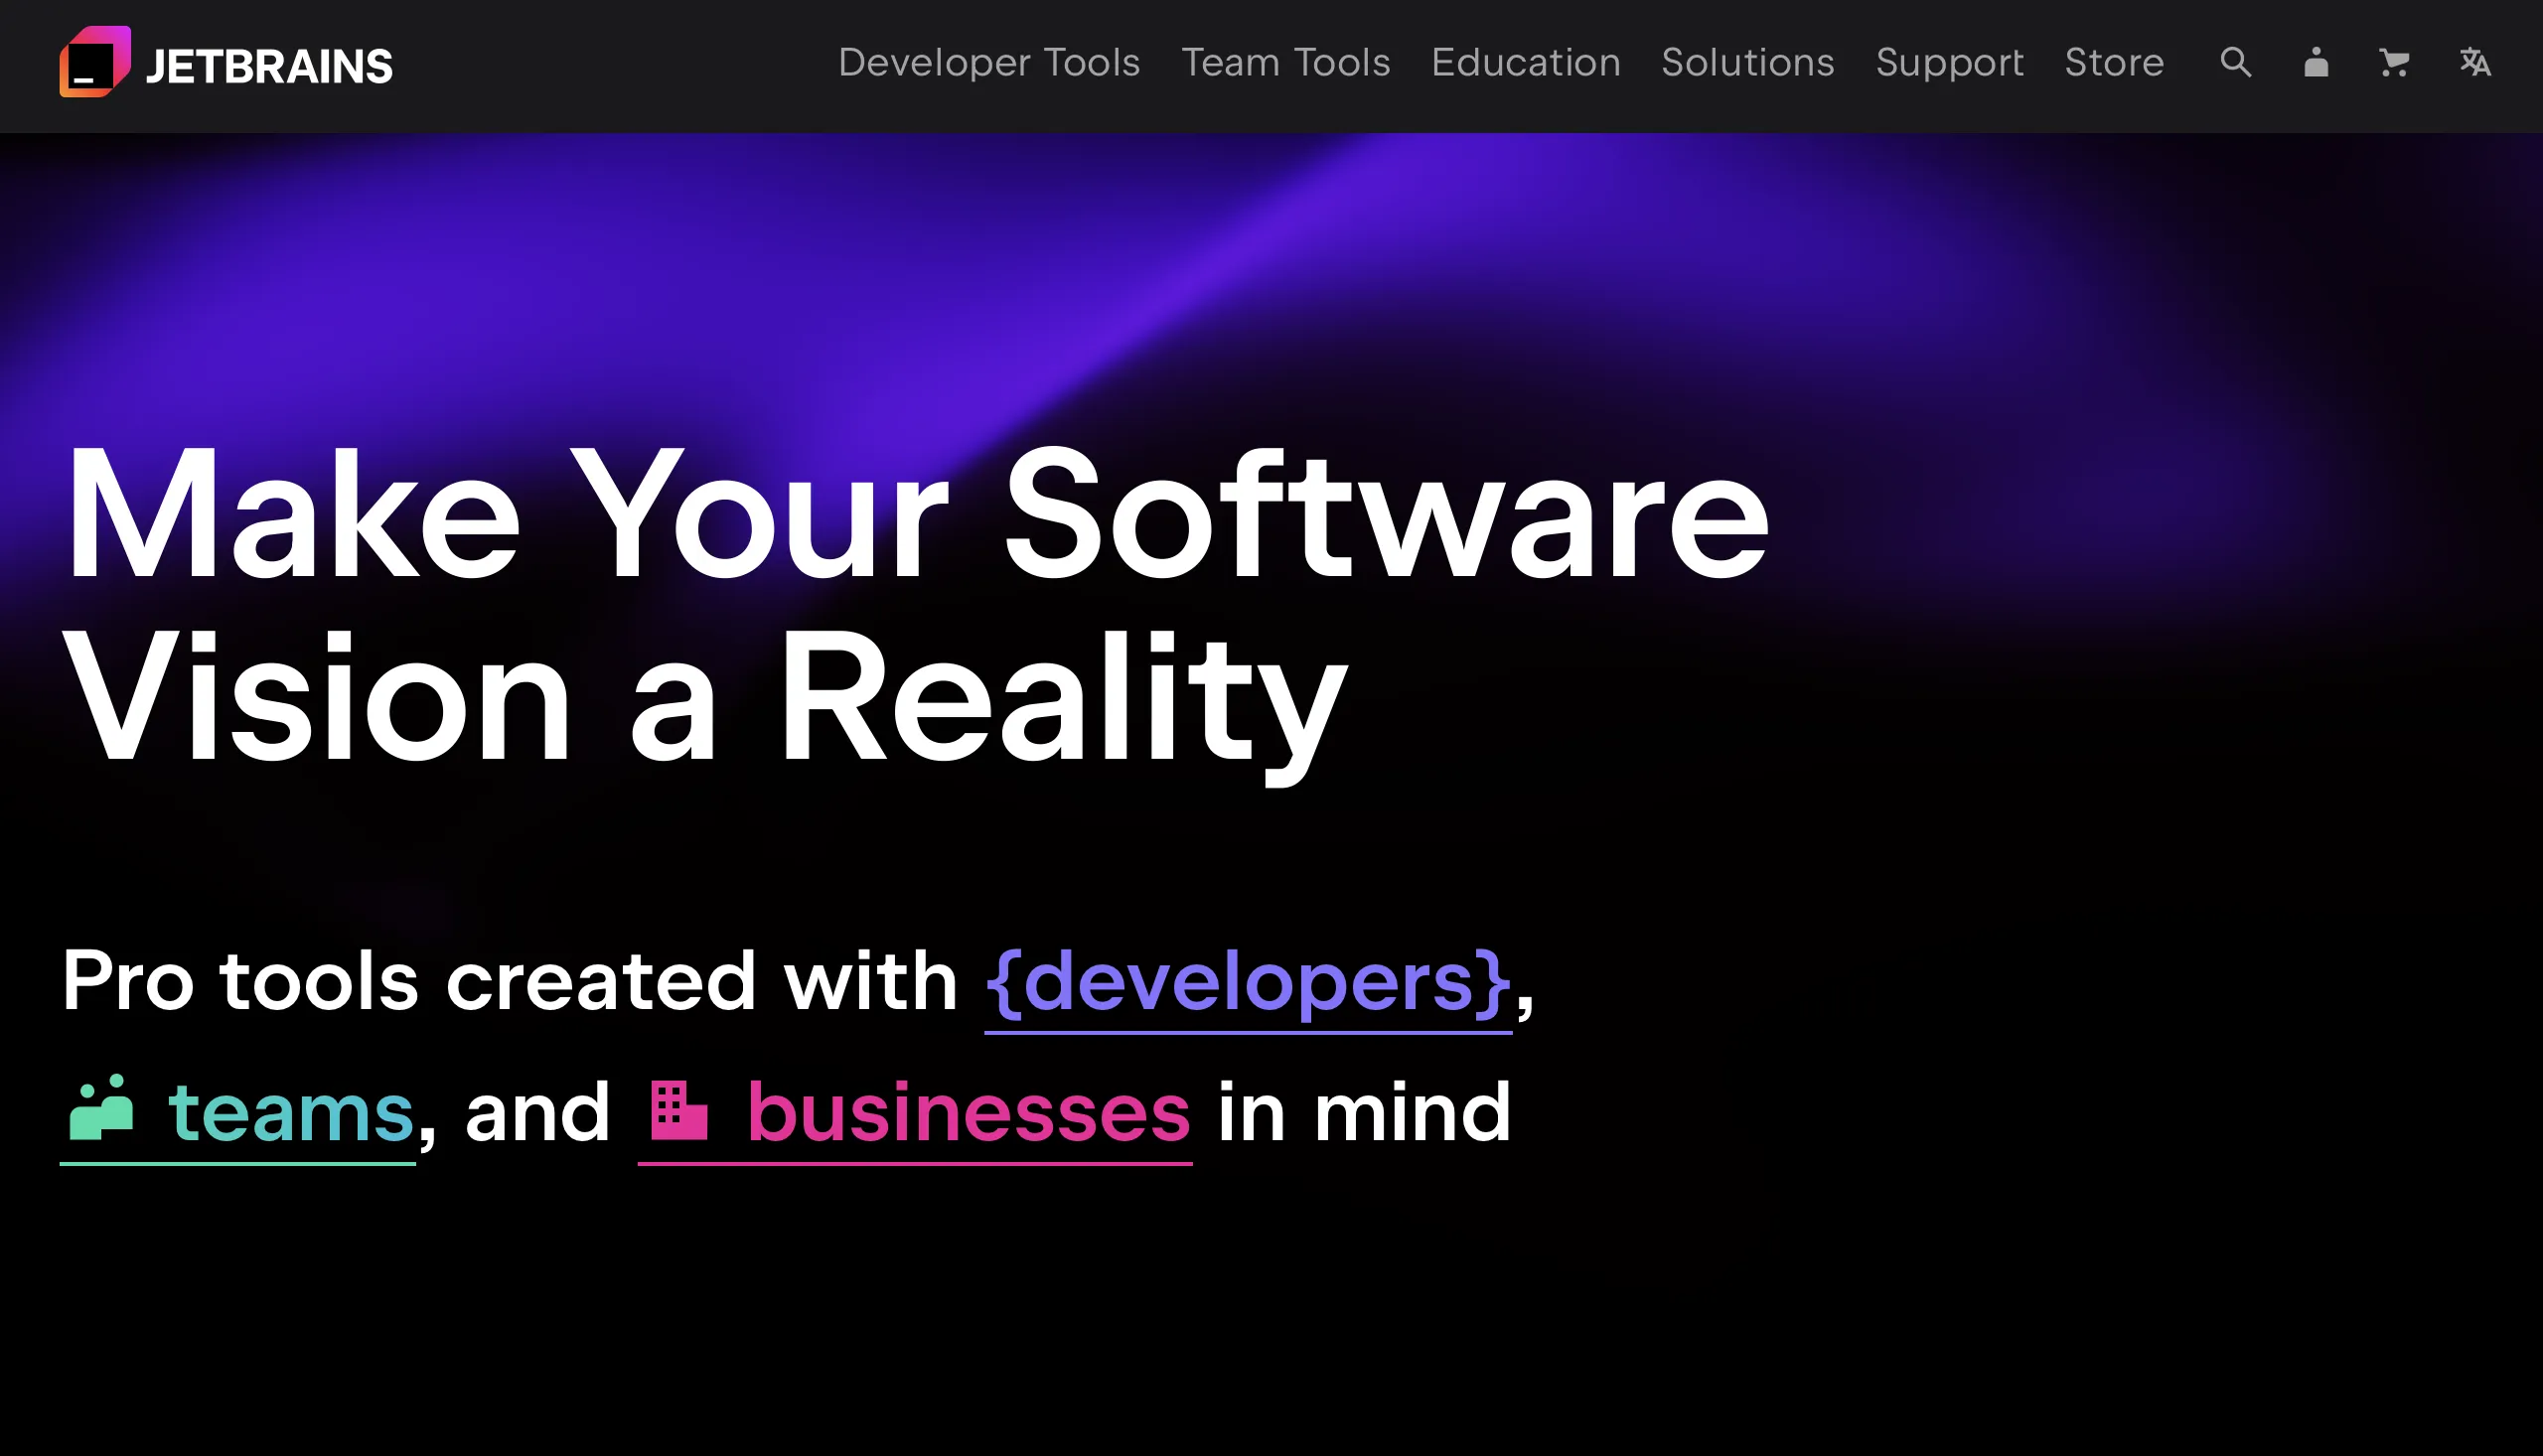 JETBRAINS
Developer Tools Team Tools Education Solutions Support Store
Make Your Software
Vision a Reality
Pro tools created with {developers},
teams, and businesses in mind